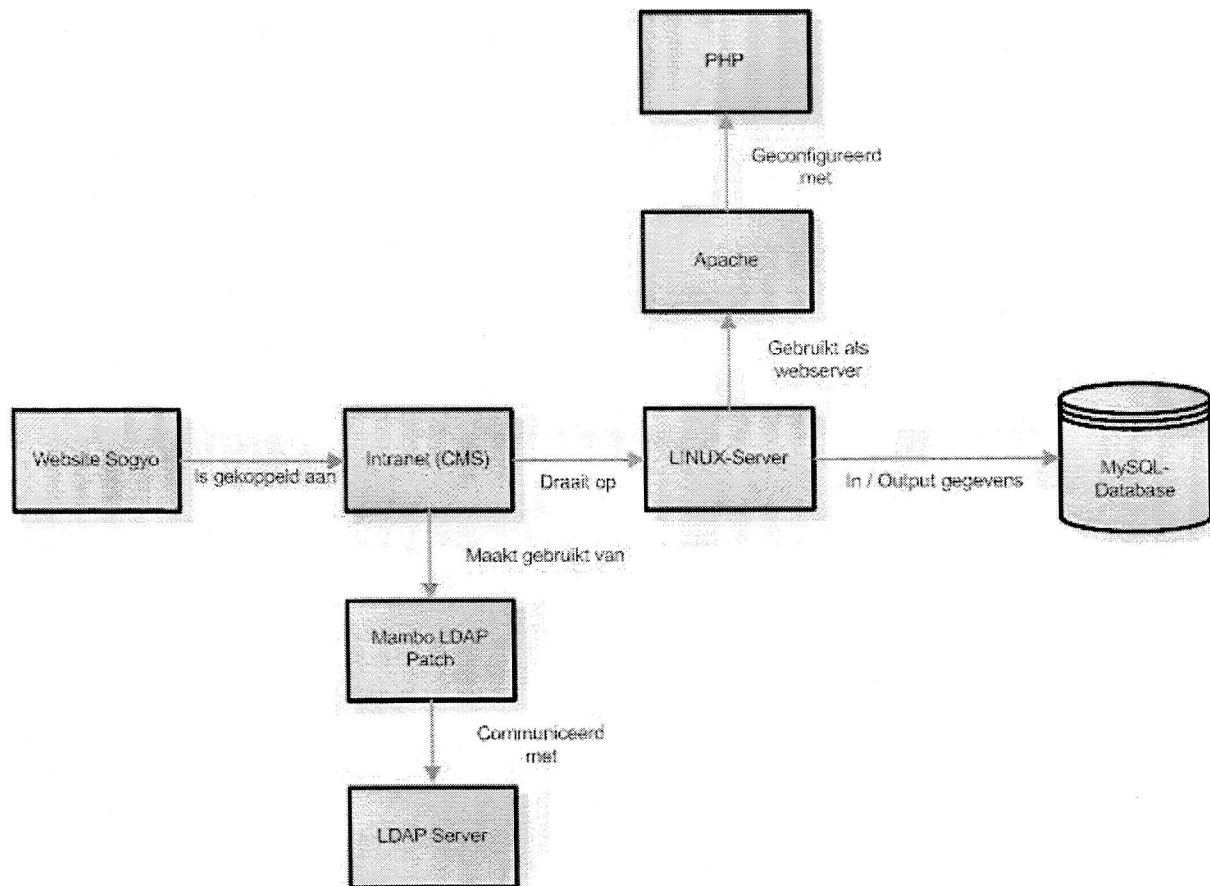 PHP
Geconfigureerd
met
Apache
Gebruikt als
webserver
Website Sogyo
Is gekoppeld aan
Intranet (CMS)
Draait op
LINUX-Server
In / Output gegevens
MySQL-
Database
Maakt gebruikt van
Mambo LDAP
Patch
Communiceerd
met
LDAP Server